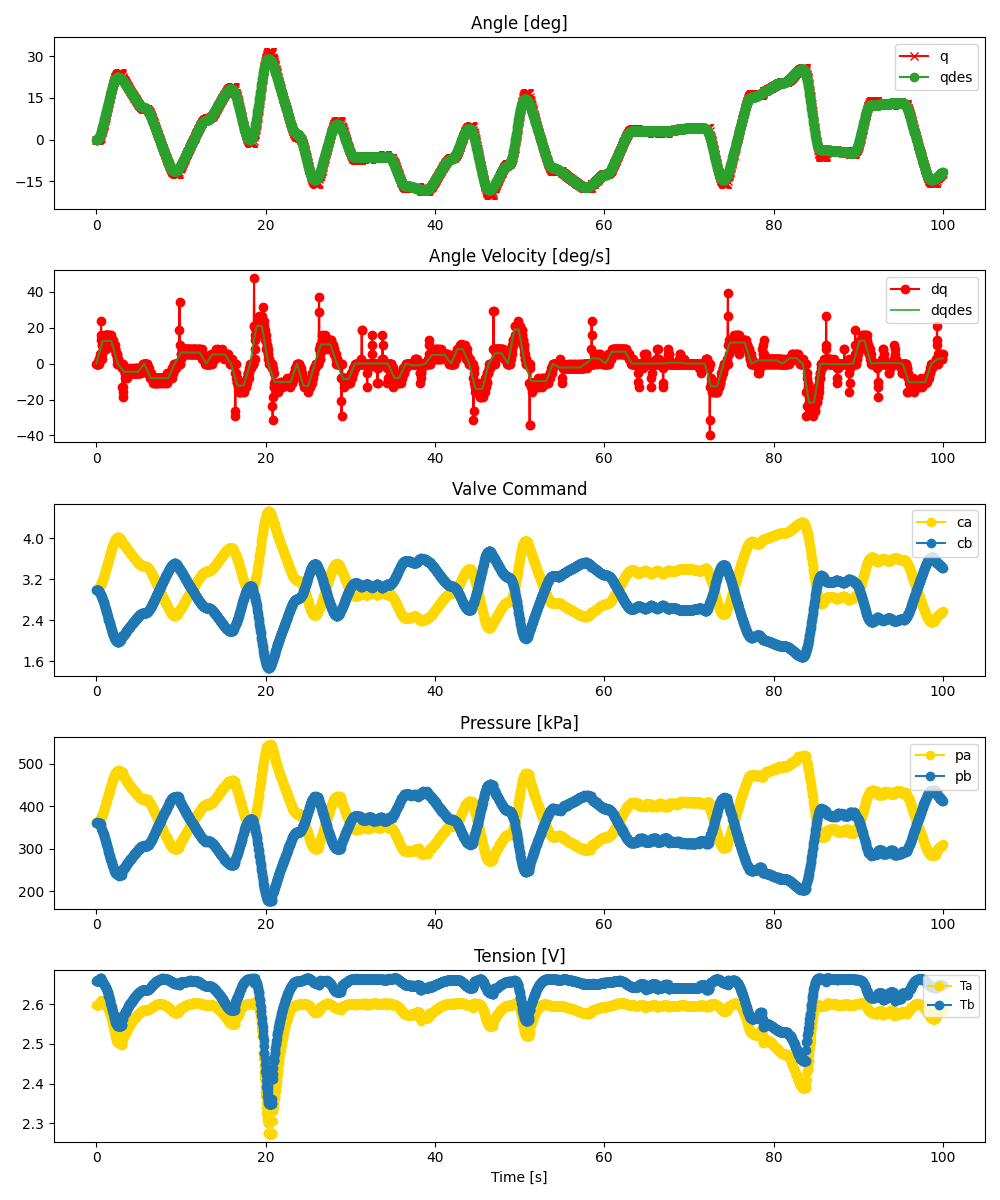 Angle [deg]
30
15
0
−15
q
qdes
0 20 40 60 80 100
Angle Velocity [deg/s]
40
20
0
−20
−40
dq
dqdes
0 20 40 60 80 100
Valve Command
4.0
3.2
2.4
1.6
ca
cb
0 20 40 60 80 100
Pressure [kPa]
500
400
300
200
pa
pb
0 20 40 60 80 100
Tension [V]
2.6
2.5
2.4
2.3
Ta
Tb
0 20 40 60 80 100
Time [s]